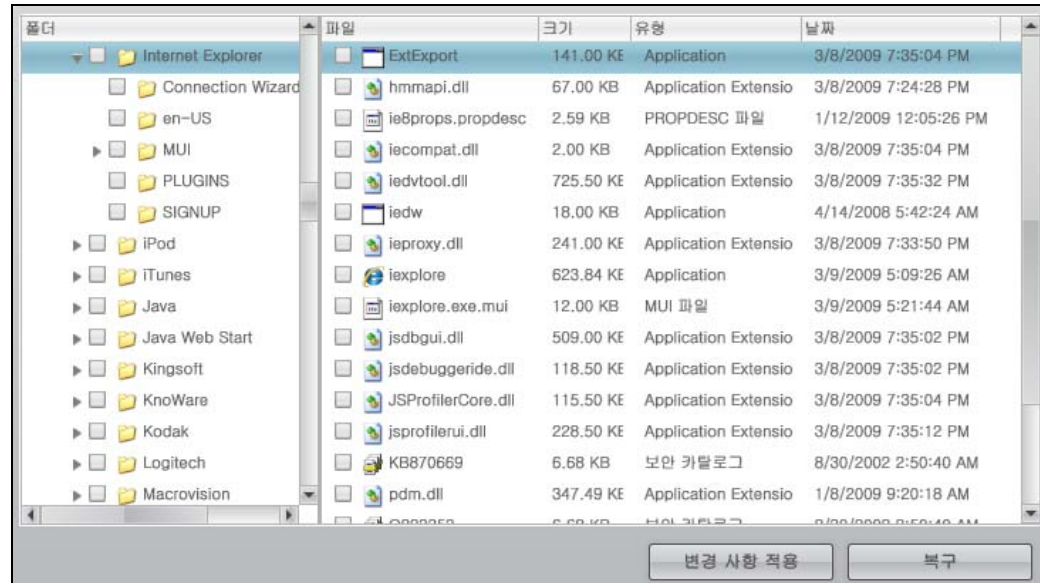 폴더
Internet Explorer
Connection Wizard
en-US
MUI
PLUGINS
SIGNUP
iPod
iTunes
Java
Java Web Start
Kingsoft
KnoWare
Kodak
Logitech
Macrovision
파일 크기 유형 날짜
ExtExport 141.00 KE Application 3/8/2009 7:35:04 PM
hmmapi.dll 67.00 KB Application Extensio 3/8/2009 7:24:28 PM
ie8props.propdesc 2.59 KB PROPDESC 파일 1/12/2009 12:05:26 PM
iecompat.dll 2.00 KB Application Extensio 3/8/2009 7:35:04 PM
iedvtool.dll 725.50 KE Application Extensio 3/8/2009 7:35:32 PM
iedw 18.00 KB Application 4/14/2008 5:42:24 AM
ieproxy.dll 241.00 KE Application Extensio 3/8/2009 7:33:50 PM
iexplore 623.84 KE Application 3/9/2009 5:09:26 AM
iexplore.exe.mui 12.00 KB MUI 파일 3/9/2009 5:21:44 AM
jsdbgui.dll 509.00 KE Application Extensio 3/8/2009 7:35:02 PM
jsdebuggeride.dll 118.50 KE Application Extensio 3/8/2009 7:35:02 PM
JSProfilerCore.dll 115.50 KE Application Extensio 3/8/2009 7:35:04 PM
jsprofilerui.dll 228.50 KE Application Extensio 3/8/2009 7:35:12 PM
KB870669 6.68 KB 보안 카탈로그 8/30/2002 2:50:40 AM
pdm.dll 347.49 KE Application Extensio 1/8/2009 9:20:18 AM
변경 사항 적용 복구